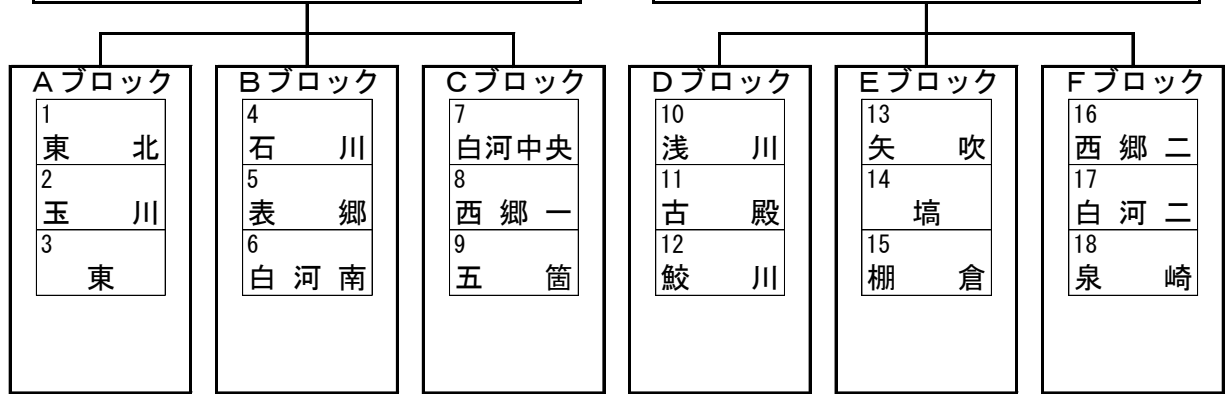 Aブロック
1
東北
2
玉川
3
東
Bブロック
4
石川
5
表郷
6
白河南
Cブロック
7
白河中央
8
西郷一
9
五箇
Dブロック
10
浅川
11
古殿
12
鮫川
Eブロック
13
矢吹
14
塙
15
棚倉
Fブロック
16
西郷二
17
白河二
18
泉崎